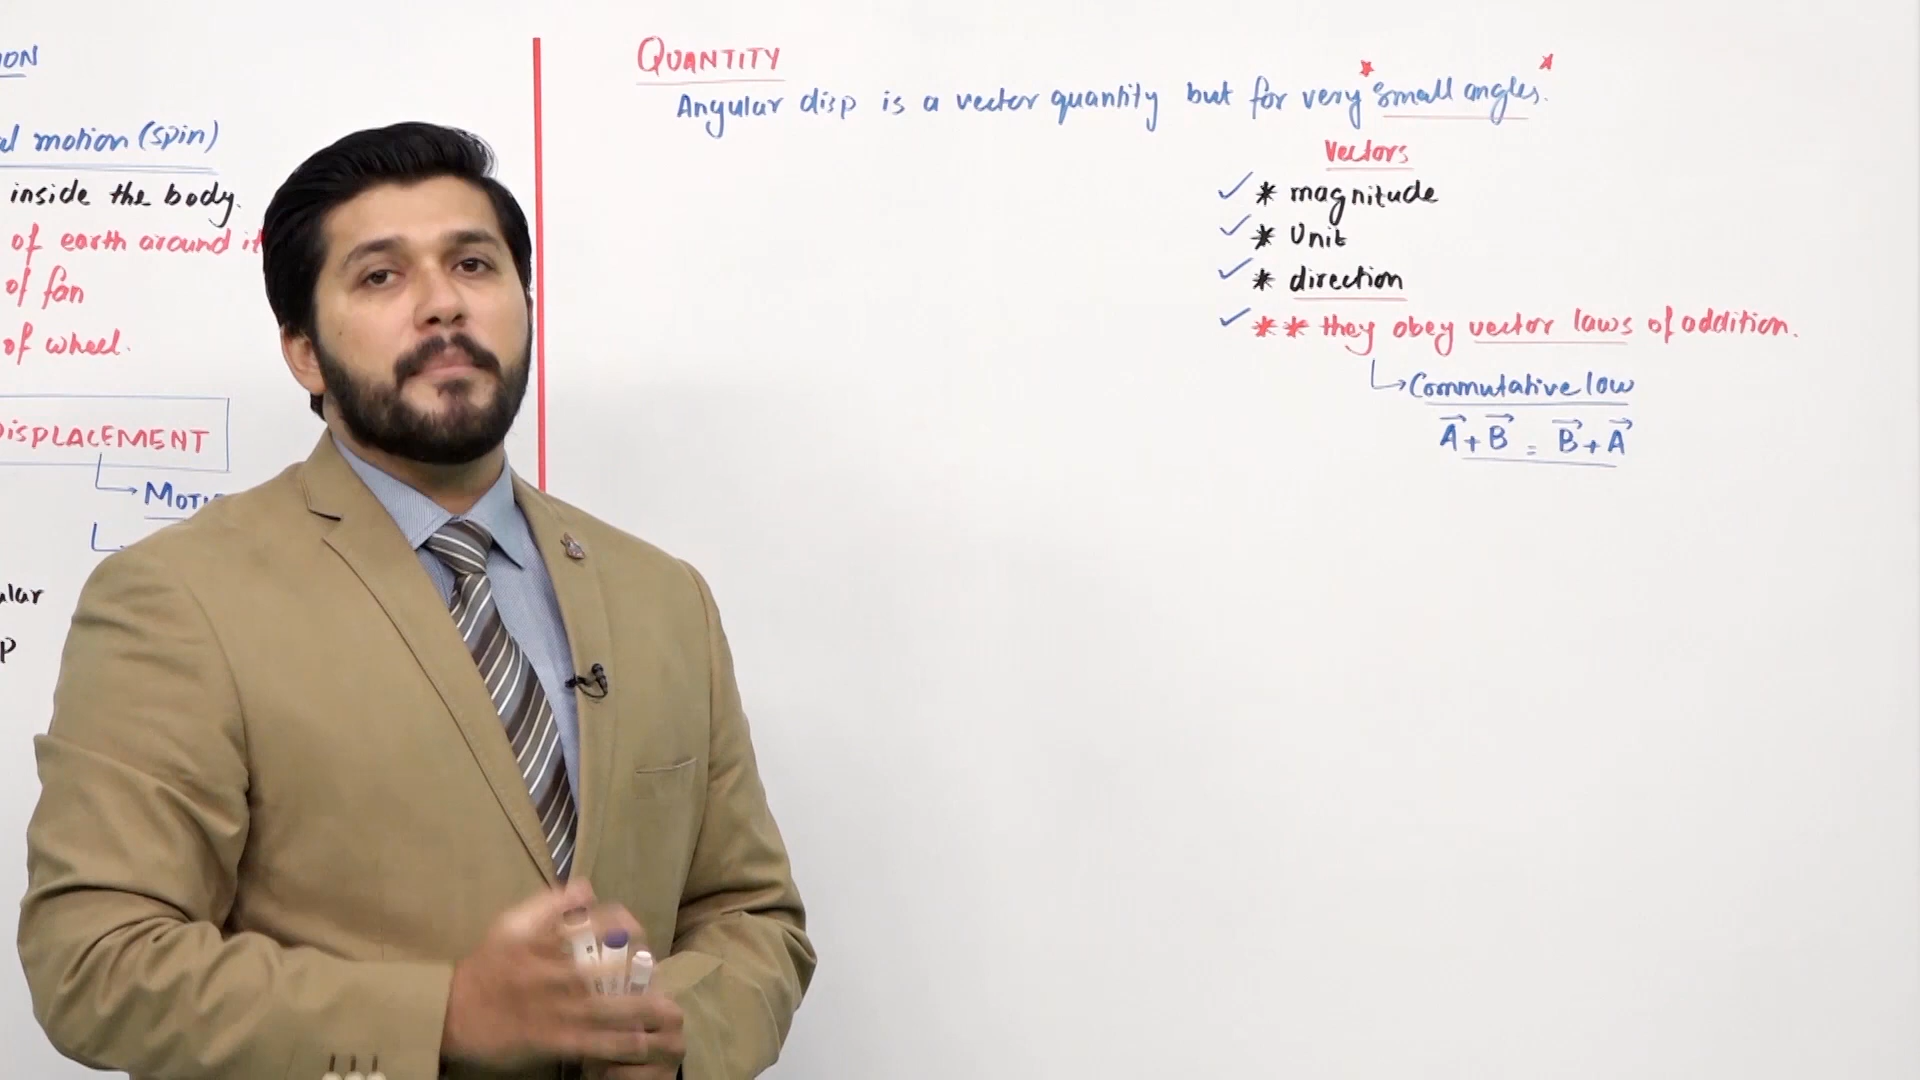 ION
al motion (spin)
inside the body.
of earth around it
of fan
of wheel.
DISPLACEMENT
ular
P
QUANTITY
Angular disp is a vector quantity but for very *small angles*.
Vectors
✓ * magnitude
✓ * Unit
✓ * direction
✓ ** they obey vector laws of addition.
↳ Commutative law
A⃗ + B⃗ = B⃗ + A⃗